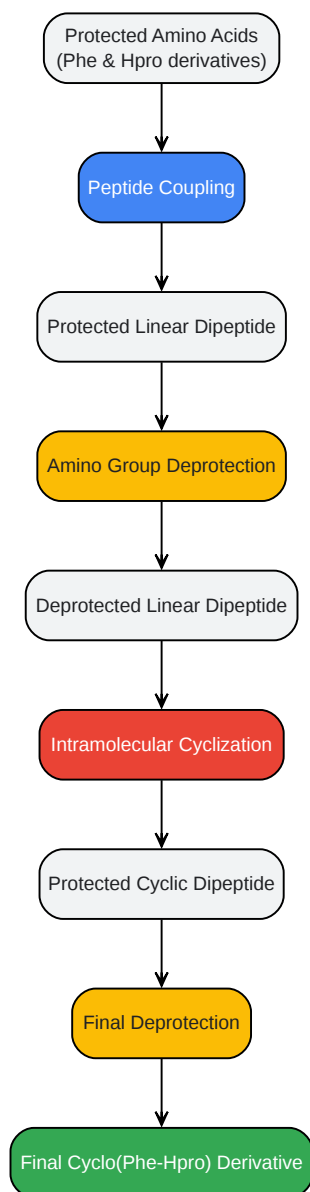 Protected Amino Acids
(Phe & Hpro derivatives)
Peptide Coupling
Protected Linear Dipeptide
Amino Group Deprotection
Deprotected Linear Dipeptide
Intramolecular Cyclization
Protected Cyclic Dipeptide
Final Deprotection
Final Cyclo(Phe-Hpro) Derivative